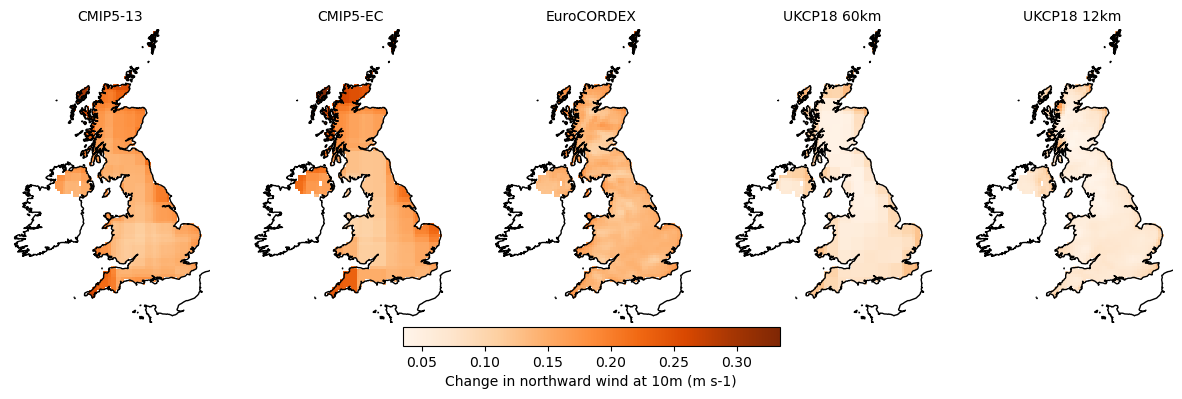 CMIP5-13
CMIP5-EC
EuroCORDEX
UKCP18 60km
UKCP18 12km
0.05 0.10 0.15 0.20 0.25 0.30
Change in northward wind at 10m (m s-1)